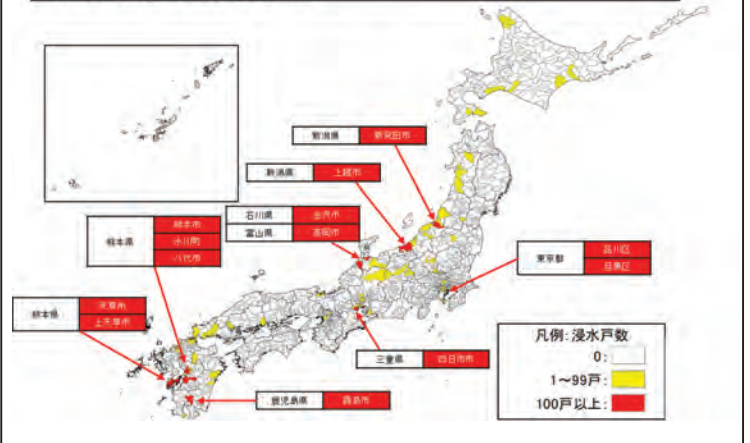 新潟県 新発田市
新潟県 上越市
石川県 金沢市
富山県 高岡市
熊本県
熊本市
氷川町
八代市
東京都
品川区
目黒区
熊本県
天草市
上天草市
三重県 四日市市
鹿児島県 霧島市
凡例:浸水戸数
0:
1~99戸:
100戸以上: